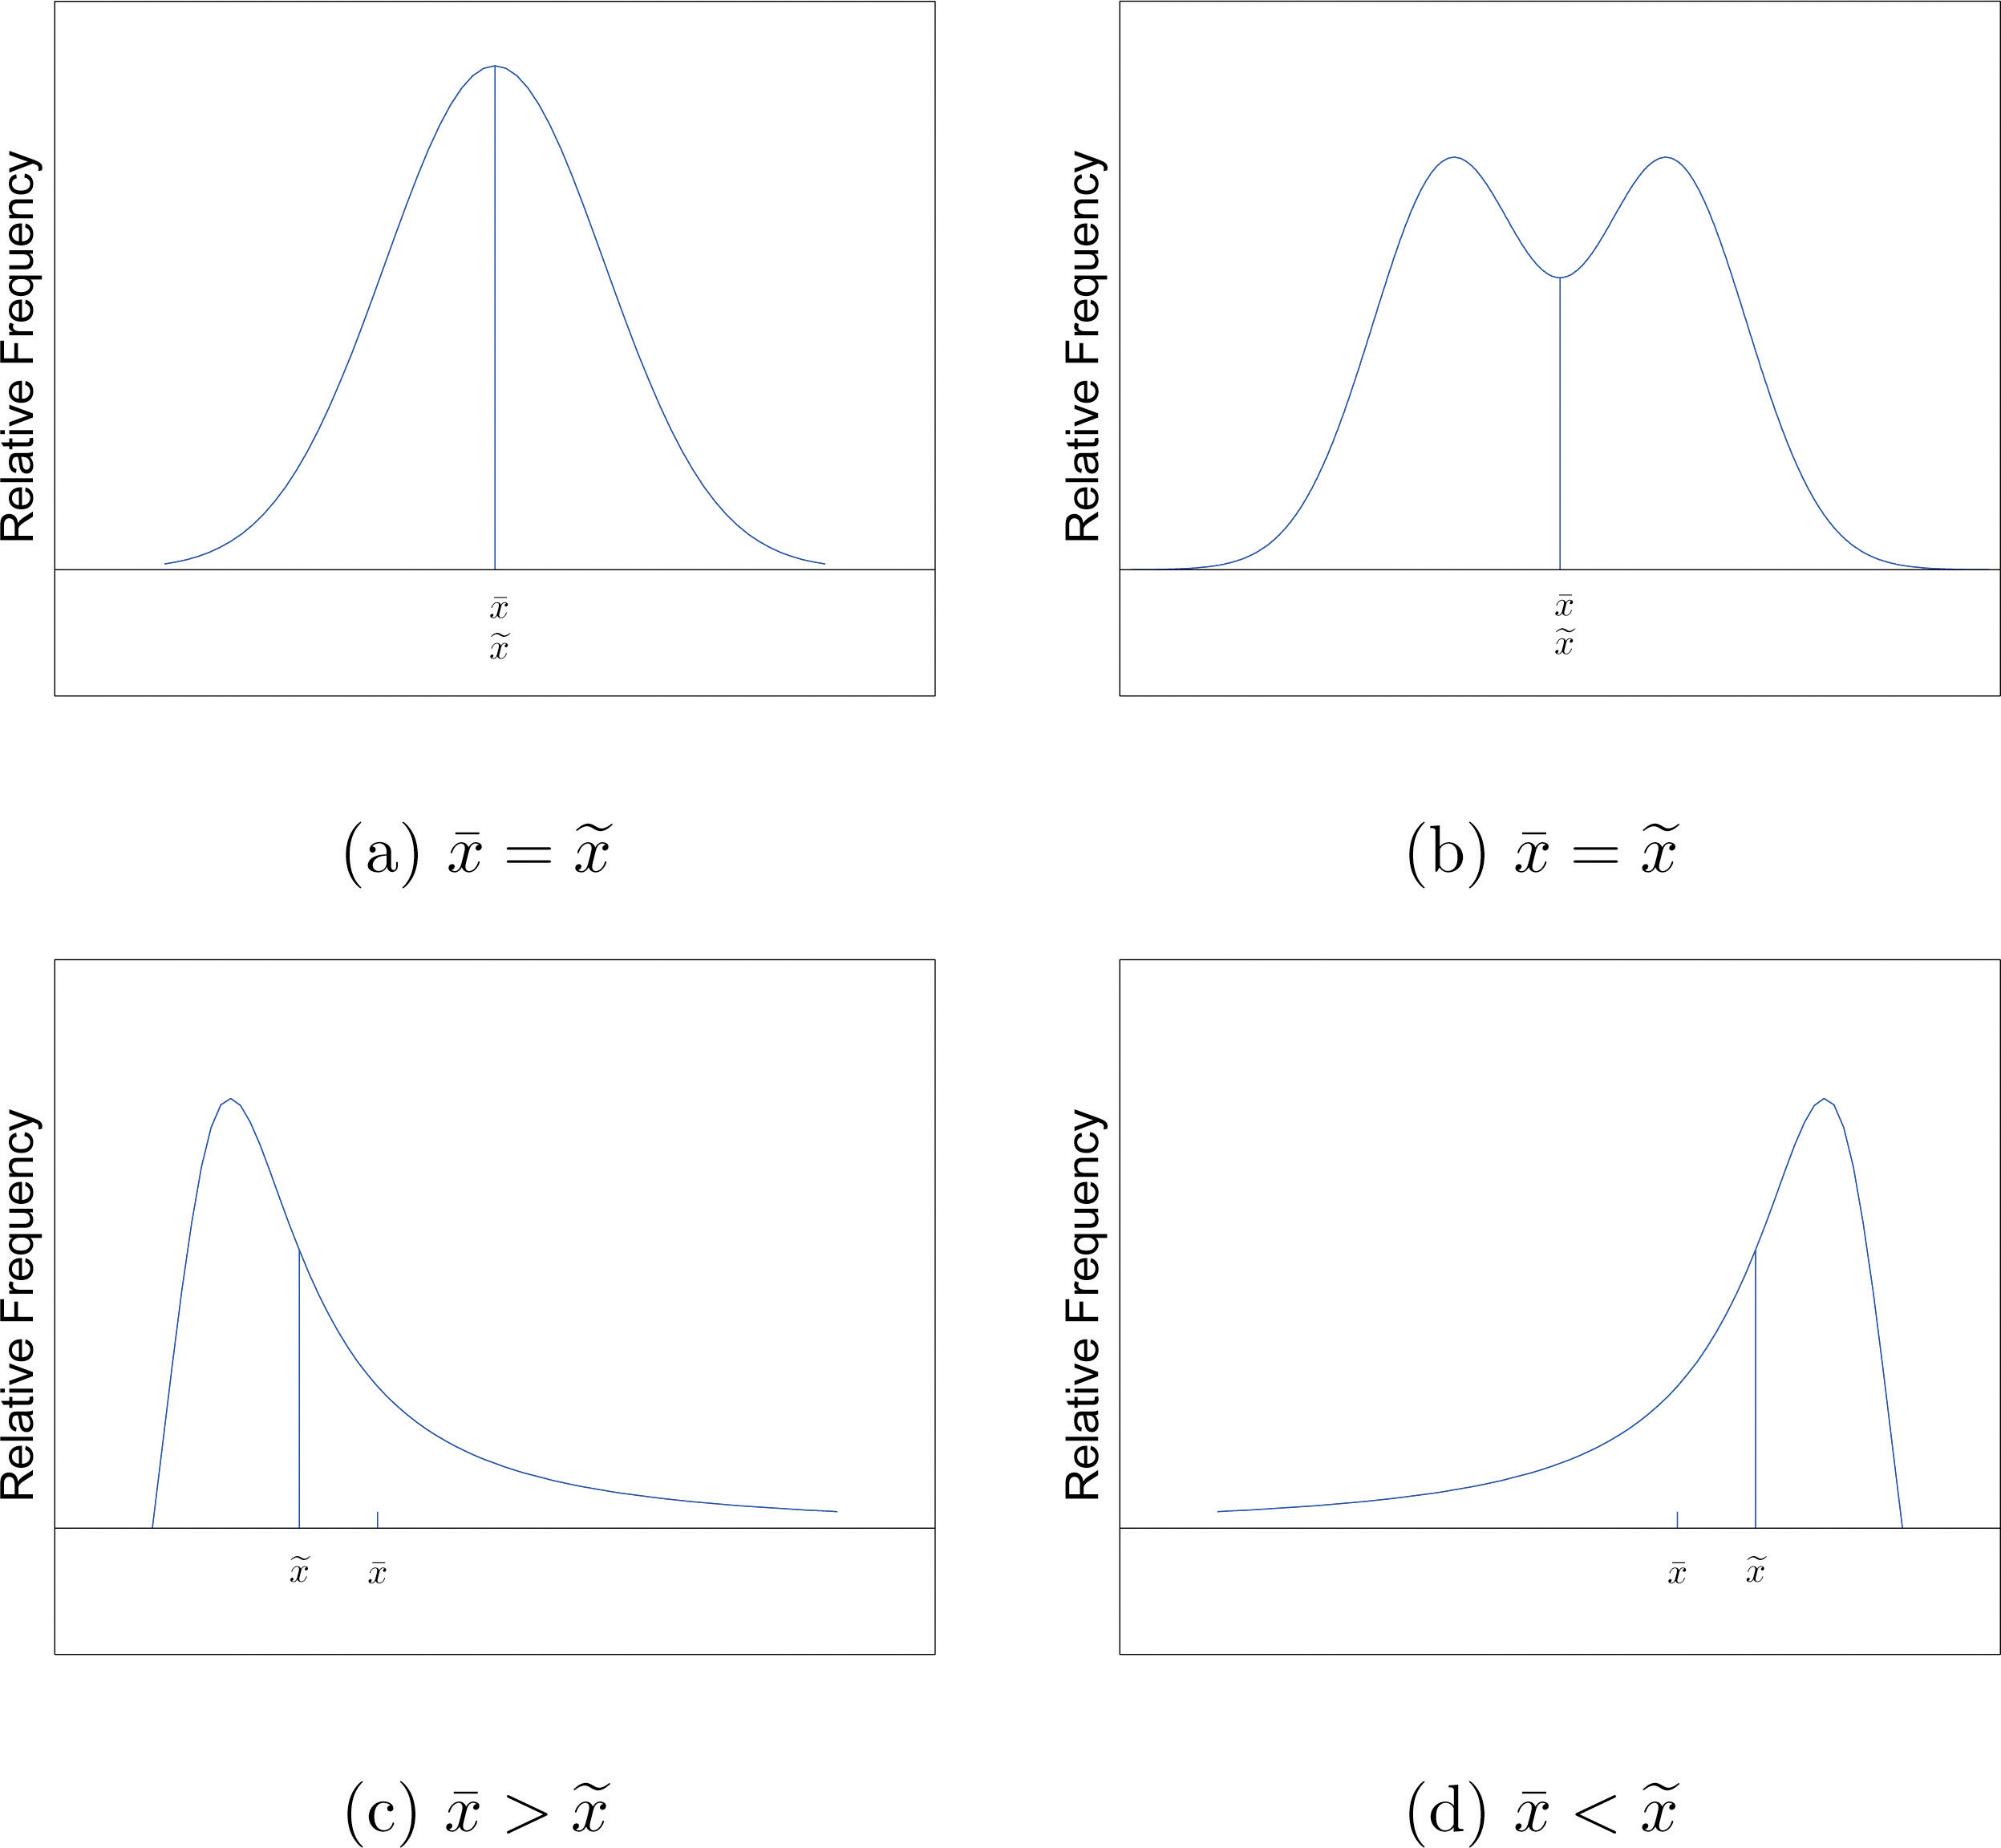 Relative Frequency
x̄
x̃
(a) x̄ = x̃
Relative Frequency
x̄
x̃
(b) x̄ = x̃
Relative Frequency
x̃ x̄
(c) x̄ > x̃
Relative Frequency
x̄ x̃
(d) x̄ < x̃